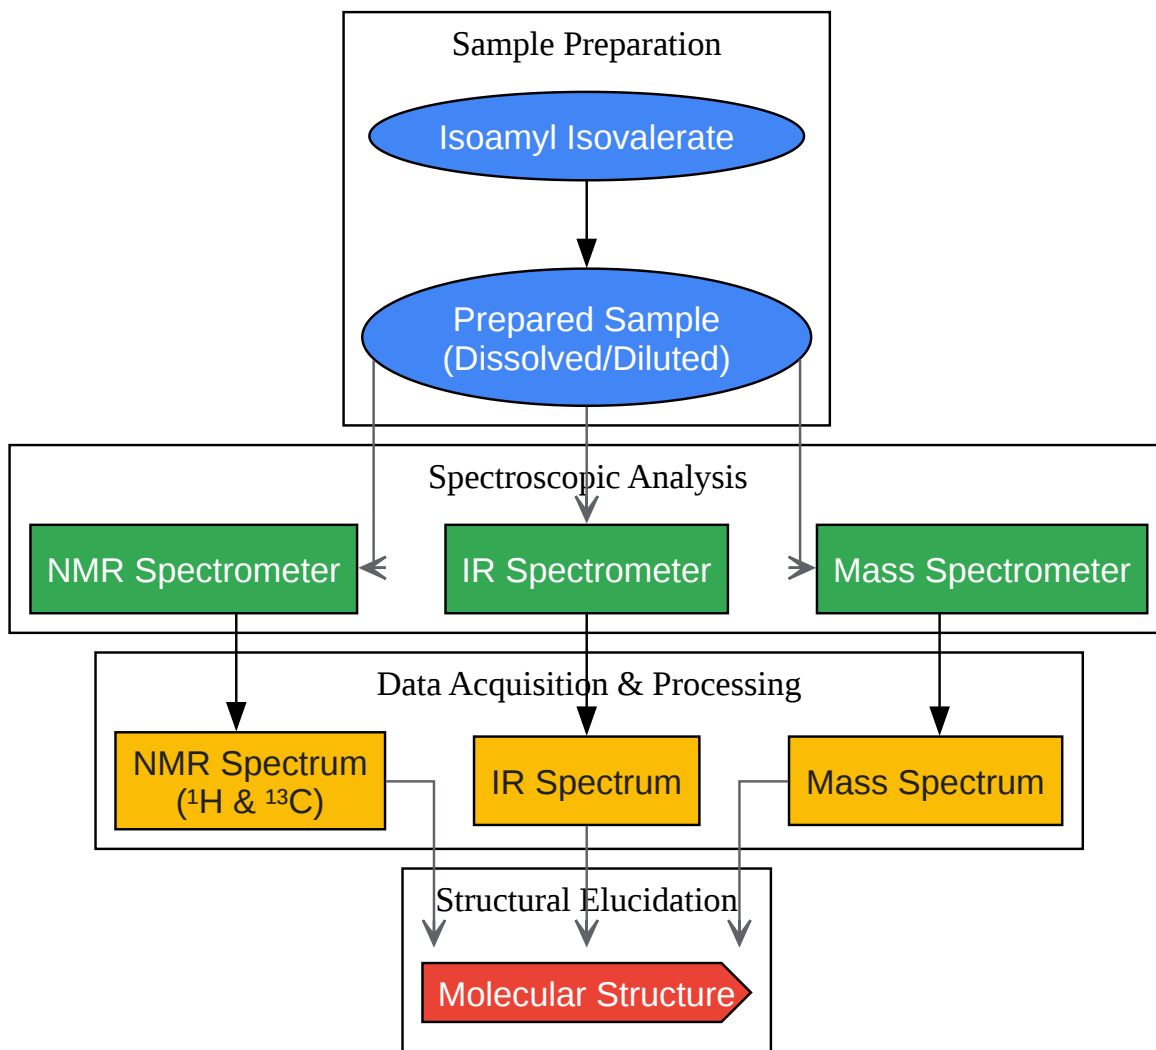 Sample Preparation
Isoamyl Isovalerate
Prepared Sample
(Dissolved/Diluted)
Spectroscopic Analysis
NMR Spectrometer
IR Spectrometer
Mass Spectrometer
Data Acquisition & Processing
NMR Spectrum
(¹H & ¹³C)
IR Spectrum
Mass Spectrum
Structural Elucidation
Molecular Structure